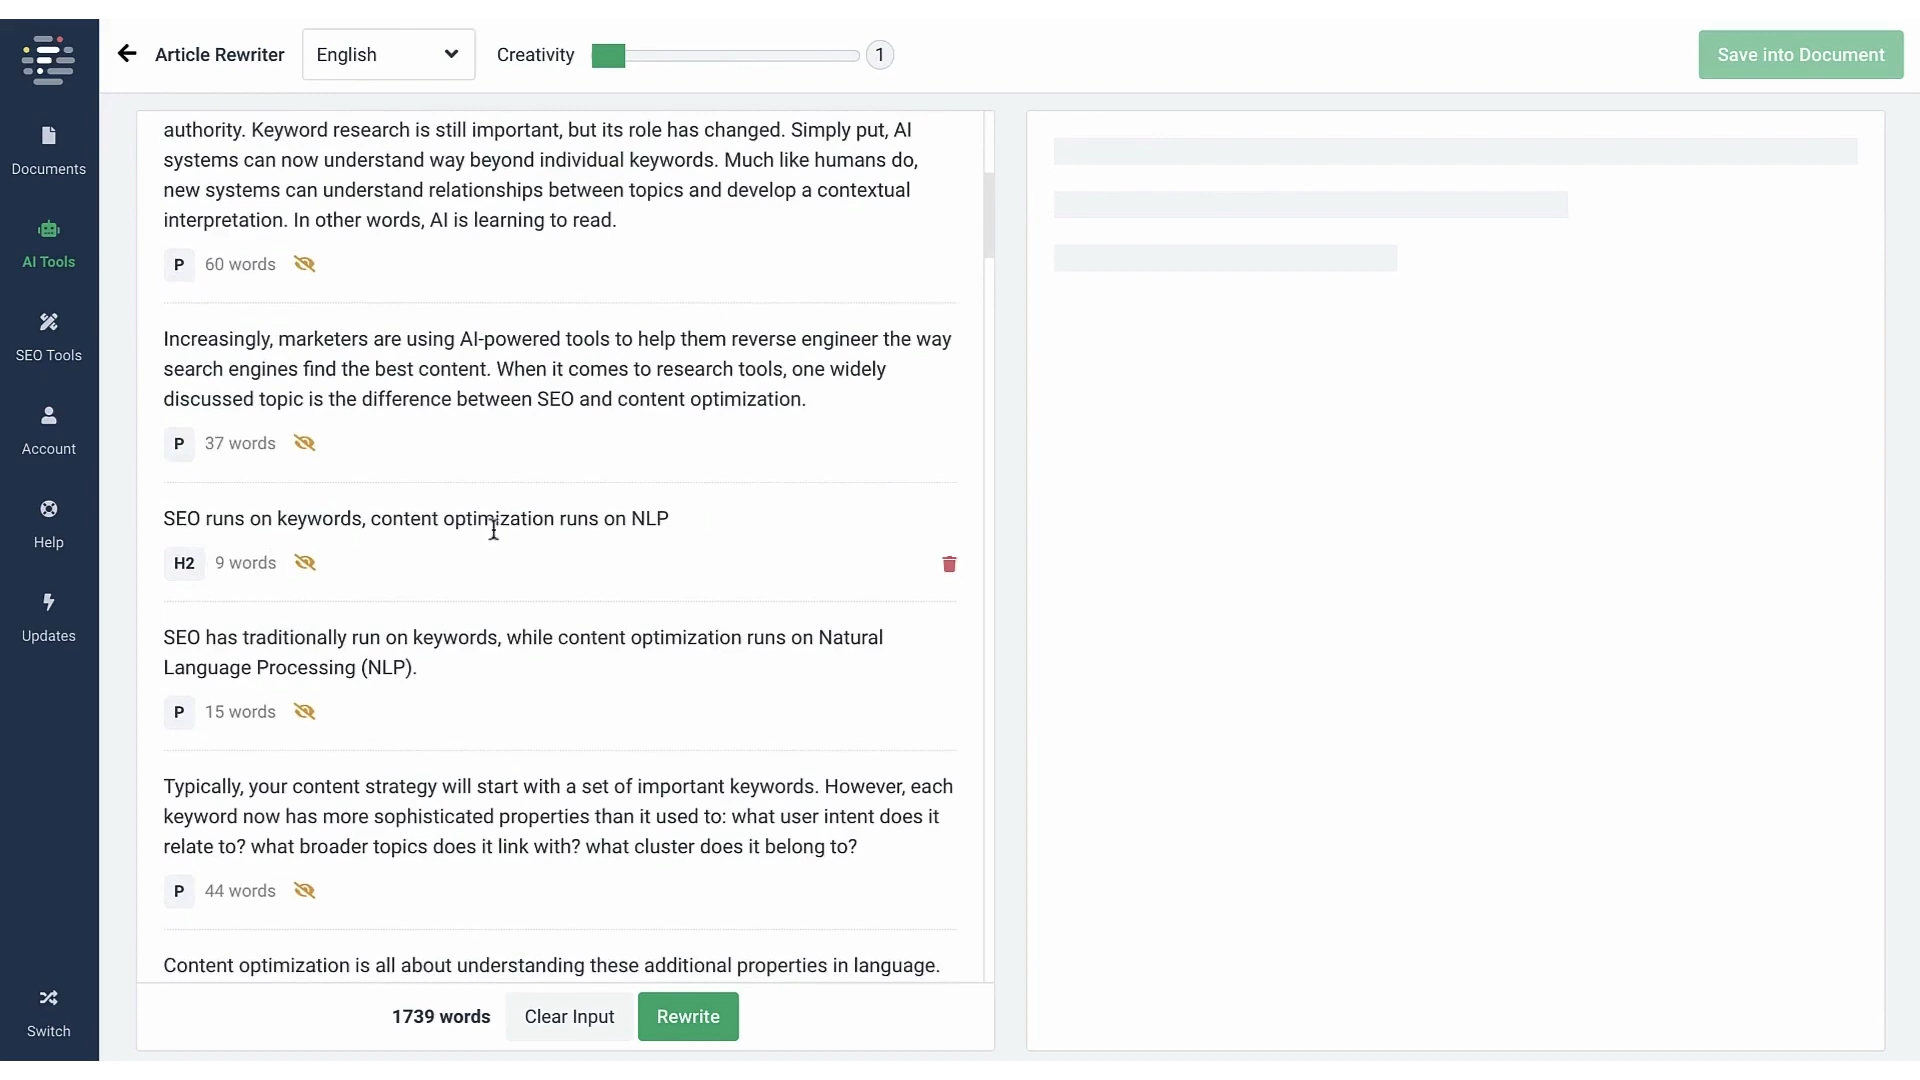 Article Rewriter
English
Creativity
1
Save into Document
Documents
AI Tools
SEO Tools
Account
Help
Updates
Switch
authority. Keyword research is still important, but its role has changed. Simply put, AI
systems can now understand way beyond individual keywords. Much like humans do,
new systems can understand relationships between topics and develop a contextual
interpretation. In other words, AI is learning to read.
P 60 words
Increasingly, marketers are using AI-powered tools to help them reverse engineer the way
search engines find the best content. When it comes to research tools, one widely
discussed topic is the difference between SEO and content optimization.
P 37 words
SEO runs on keywords, content optimization runs on NLP
H2 9 words
SEO has traditionally run on keywords, while content optimization runs on Natural
Language Processing (NLP).
P 15 words
Typically, your content strategy will start with a set of important keywords. However, each
keyword now has more sophisticated properties than it used to: what user intent does it
relate to? what broader topics does it link with? what cluster does it belong to?
P 44 words
Content optimization is all about understanding these additional properties in language.
1739 words
Clear Input
Rewrite